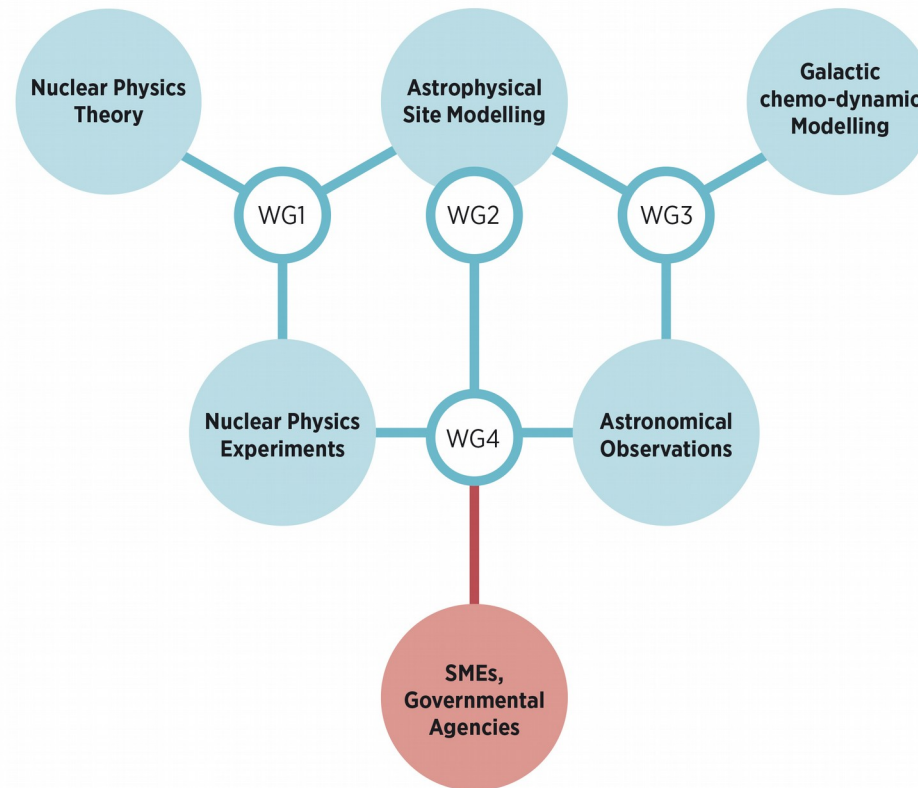 Nuclear Physics
Theory
Astrophysical
Site Modelling
Galactic
chemo-dynamic
Modelling
WG1
WG2
WG3
Nuclear Physics
Experiments
WG4
Astronomical
Observations
SMEs,
Governmental
Agencies